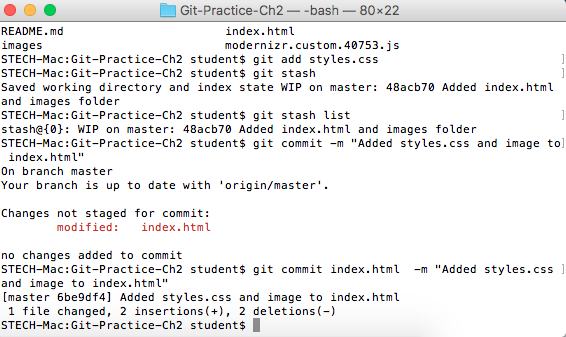 Git-Practice-Ch2 — -bash — 80×22
README.md                       index.html
images                          modernizr.custom.40753.js
STECH-Mac:Git-Practice-Ch2 student$ git add styles.css ]
STECH-Mac:Git-Practice-Ch2 student$ git stash ]
Saved working directory and index state WIP on master: 48acb70 Added index.html
and images folder
STECH-Mac:Git-Practice-Ch2 student$ git stash list ]
stash@{0}: WIP on master: 48acb70 Added index.html and images folder
STECH-Mac:Git-Practice-Ch2 student$ git commit -m "Added styles.css and image to]
 index.html"
On branch master
Your branch is up to date with 'origin/master'.
Changes not staged for commit:
        modified:   index.html
no changes added to commit
STECH-Mac:Git-Practice-Ch2 student$ git commit index.html  -m "Added styles.css ]
and image to index.html"
[master 6be9df4] Added styles.css and image to index.html
 1 file changed, 2 insertions(+), 2 deletions(-)
STECH-Mac:Git-Practice-Ch2 student$